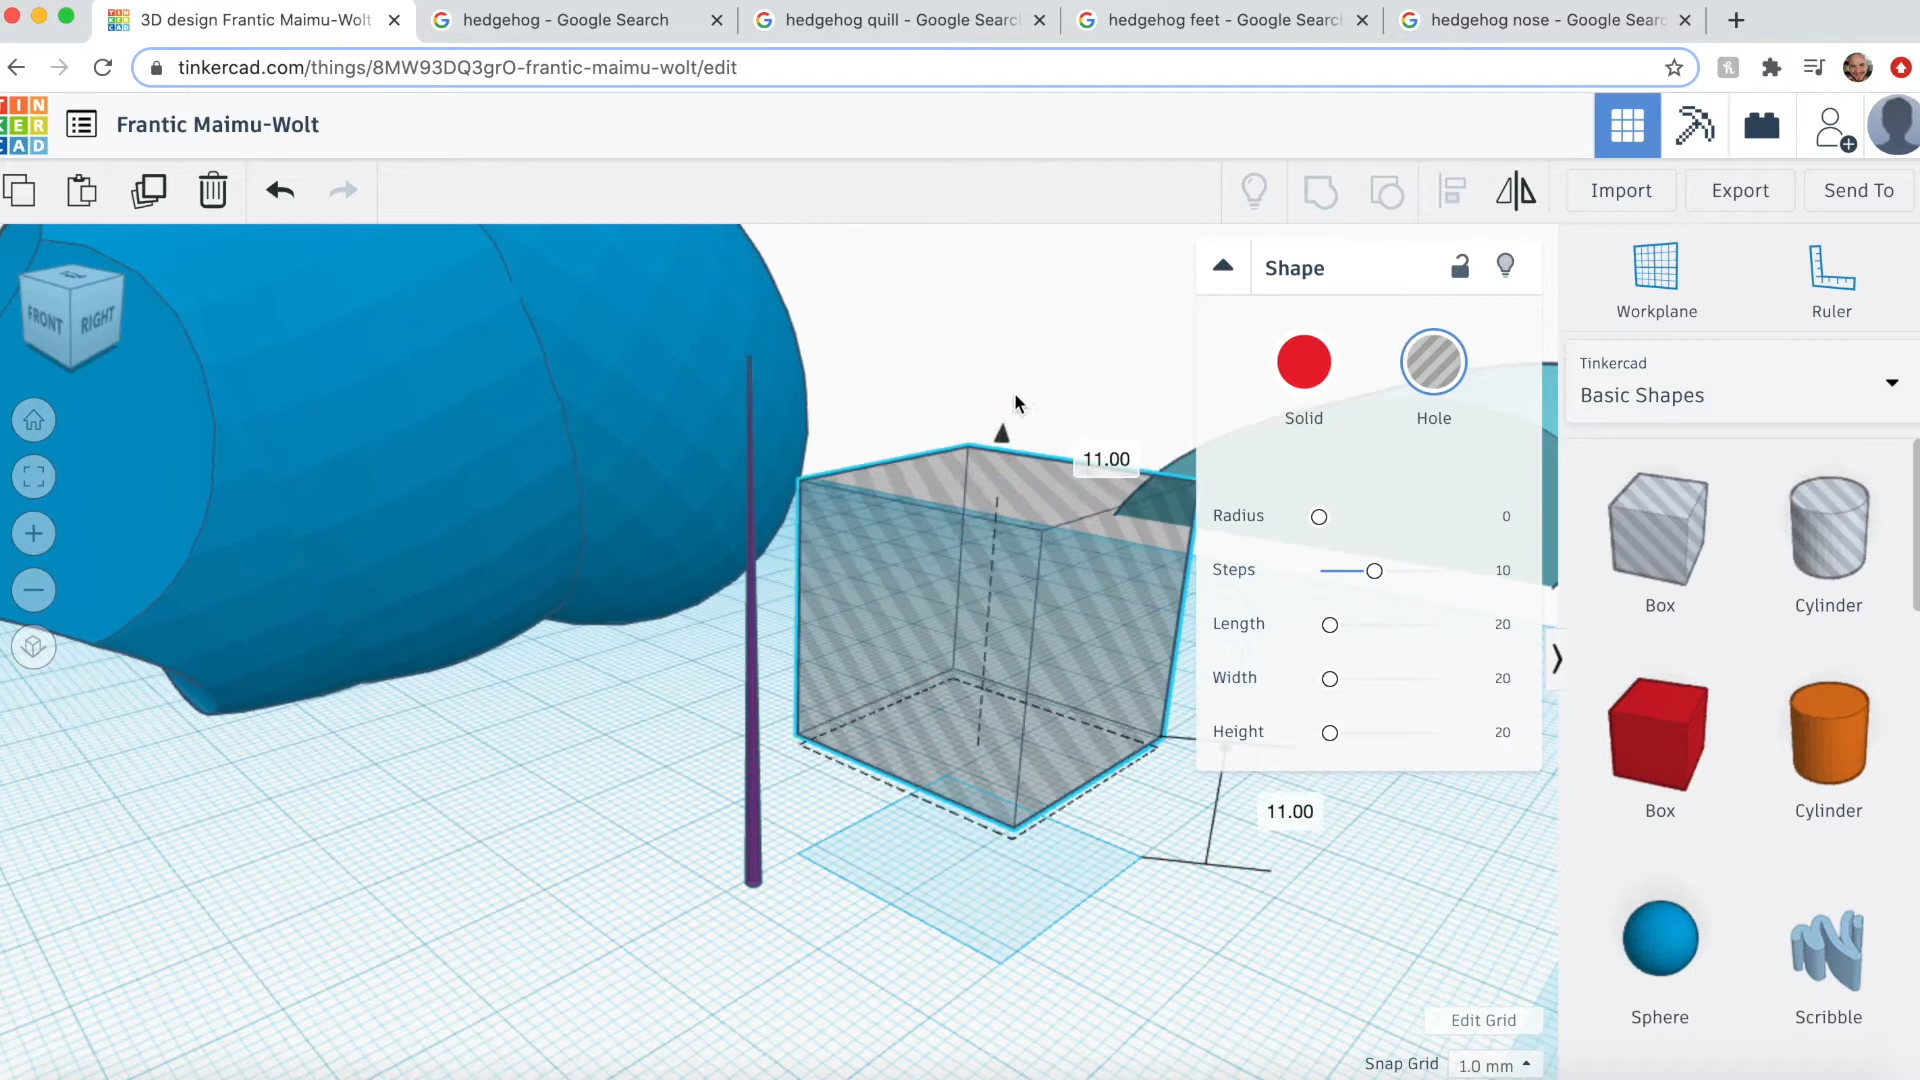 3D design Frantic Maimu-Wolt
hedgehog - Google Search
hedgehog quill - Google Searc
hedgehog feet - Google Search
hedgehog nose - Google Searc
tinkercad.com/things/8MW93DQ3grO-frantic-maimu-wolt/edit
TIN
KER
CAD
Frantic Maimu-Wolt
Import
Export
Send To
TOP
FRONT
RIGHT
Shape
Solid
Hole
Radius 0
Steps 10
Length 20
Width 20
Height 20
11.00
11.00
Workplane
Ruler
Tinkercad
Basic Shapes
Box
Cylinder
Box
Cylinder
Sphere
Scribble
Edit Grid
Snap Grid 1.0 mm